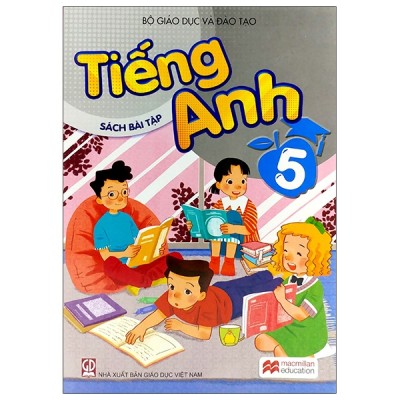 BỘ GIÁO DỤC VÀ ĐÀO TẠO
Tiếng
Anh
SÁCH BÀI TẬP
5
NHÀ XUẤT BẢN GIÁO DỤC VIỆT NAM
macmillan
education